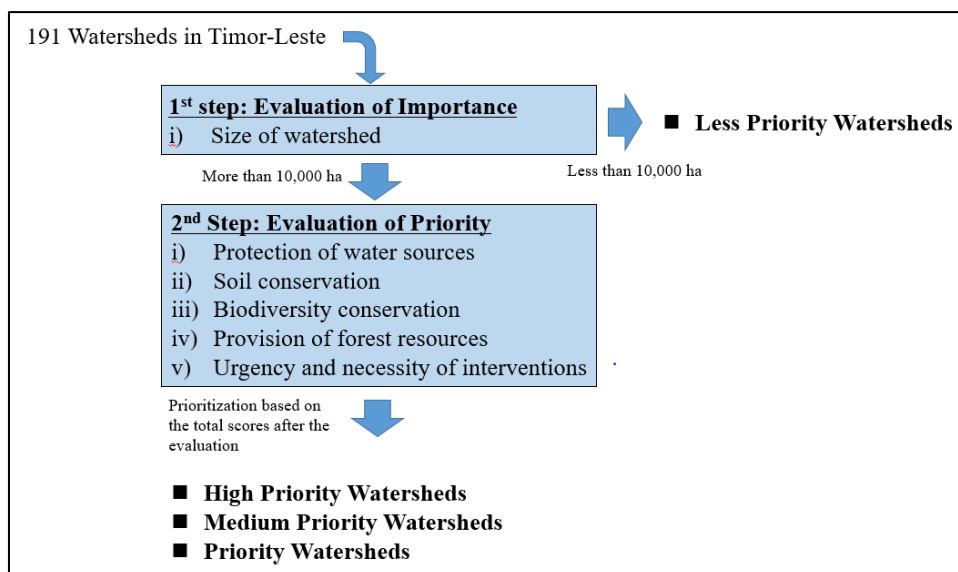 191 Watersheds in Timor-Leste
1st step: Evaluation of Importance
i) Size of watershed
■ Less Priority Watersheds
More than 10,000 ha
Less than 10,000 ha
2nd Step: Evaluation of Priority
i) Protection of water sources
ii) Soil conservation
iii) Biodiversity conservation
iv) Provision of forest resources
v) Urgency and necessity of interventions
Prioritization based on
the total scores after the
evaluation
■ High Priority Watersheds
■ Medium Priority Watersheds
■ Priority Watersheds